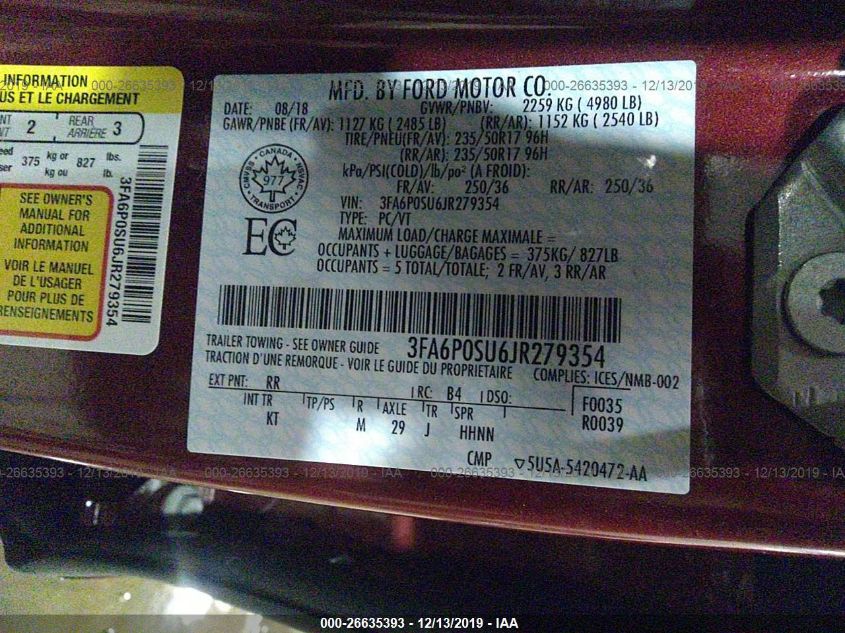 INFORMATION
US ET LE CHARGEMENT
2
REAR
ARRIÈRE 3
375 kg or 827 lbs.
kg ou lb.
SEE OWNER'S
MANUAL FOR
ADDITIONAL
INFORMATION
VOIR LE MANUEL
DE L'USAGER
POUR PLUS DE
RENSEIGNEMENTS
3FA6P0SU6JR279354
MFD. BY FORD MOTOR CO.
DATE: 08/18 GVWR/PNBV: 2259 KG ( 4980 LB)
GAWR/PNBE (FR/AV): 1127 KG ( 2485 LB) (RR/AR): 1152 KG ( 2540 LB)
TIRE/PNEU(FR/AV): 235/50R17 96H
(RR/AR): 235/50R17 96H
kPa/PSI(COLD)/lb/po² (A FROID):
FR/AV: 250/36 RR/AR: 250/36
VIN: 3FA6P0SU6JR279354
TYPE: PC/VT
MAXIMUM LOAD/CHARGE MAXIMALE =
OCCUPANTS + LUGGAGE/BAGAGES = 375KG/ 827LB
OCCUPANTS = 5 TOTAL/TOTALE; 2 FR/AV, 3 RR/AR
CANADA
CMVSS NSVAC
977
TRANSPORT
EC
3FA6P0SU6JR279354
TRAILER TOWING - SEE OWNER GUIDE
TRACTION D'UNE REMORQUE - VOIR LE GUIDE DU PROPRIETAIRE
COMPLIES: ICES/NMB-002
EXT PNT: RR RC: B4 DSO:
INT TR TP/PS R AXLE TR SPR
KT M 29 J HHNN
F0035
R0039
CMP 5U5A-5420472-AA
000-26635393 - 12/13/2019 - IAA